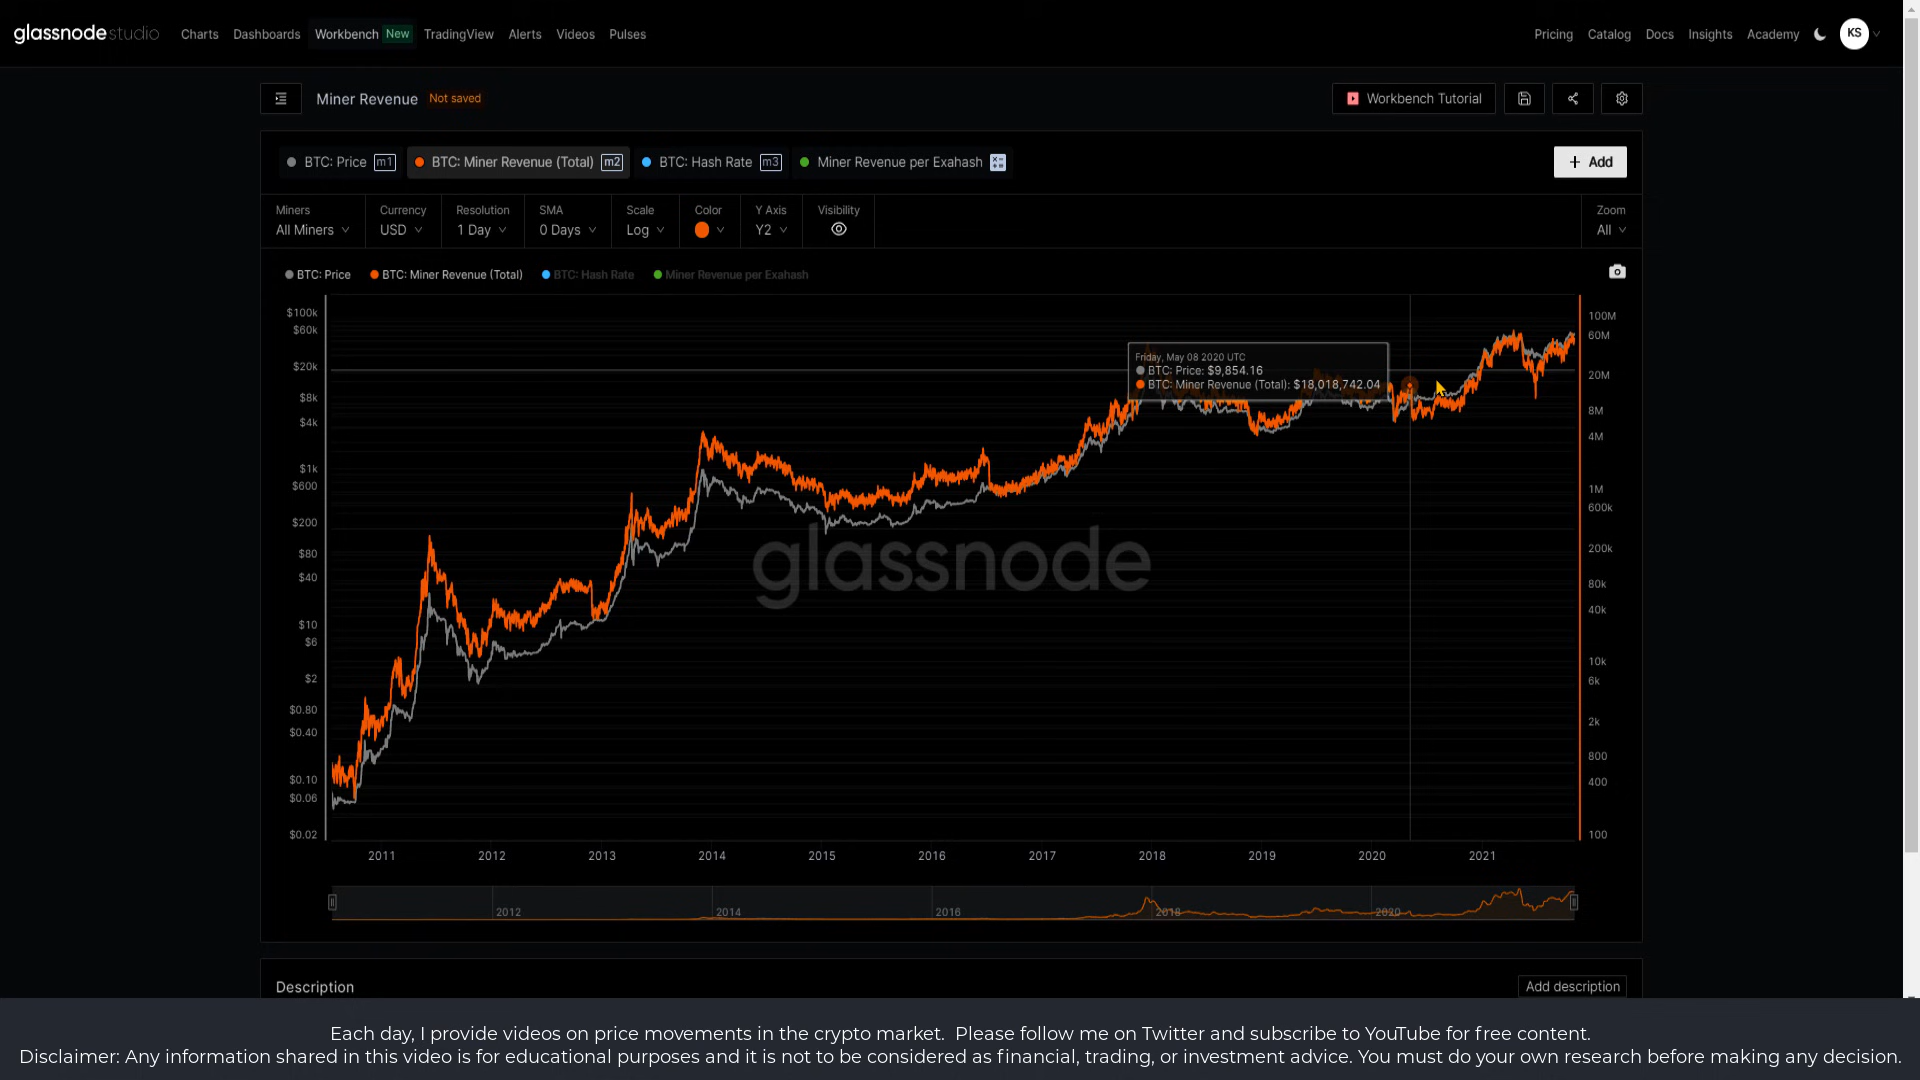 glassnode studio Charts Dashboards Workbench New TradingView Alerts Videos Pulses Pricing Catalog Docs Insights Academy KS
Miner Revenue Not saved Workbench Tutorial
BTC: Price m1 BTC: Miner Revenue (Total) m2 BTC: Hash Rate m3 Miner Revenue per Exahash + Add
Miners Currency Resolution SMA Scale Color Y Axis Visibility Zoom
All Miners USD 1 Day 0 Days Log Y2 All
BTC: Price BTC: Miner Revenue (Total) BTC: Hash Rate Miner Revenue per Exahash
$100k 100M
$60k 60M
Friday, May 08 2020 UTC
BTC: Price: $9,854.16
BTC: Miner Revenue (Total): $18,018,742.04
$20k 20M
$8k 8M
$4k 4M
$1k 1M
$600 600k
$200 200k
$80 80k
$40 40k
glassnode
$10 10k
$6 6k
$2 2k
$0.80 800
$0.40 400
$0.10
$0.06
$0.02 100
2011 2012 2013 2014 2015 2016 2017 2018 2019 2020 2021
2012 2014 2016 2018 2020
Description Add description
Each day, I provide videos on price movements in the crypto market. Please follow me on Twitter and subscribe to YouTube for free content.
Disclaimer: Any information shared in this video is for educational purposes and it is not to be considered as financial, trading, or investment advice. You must do your own research before making any decision.